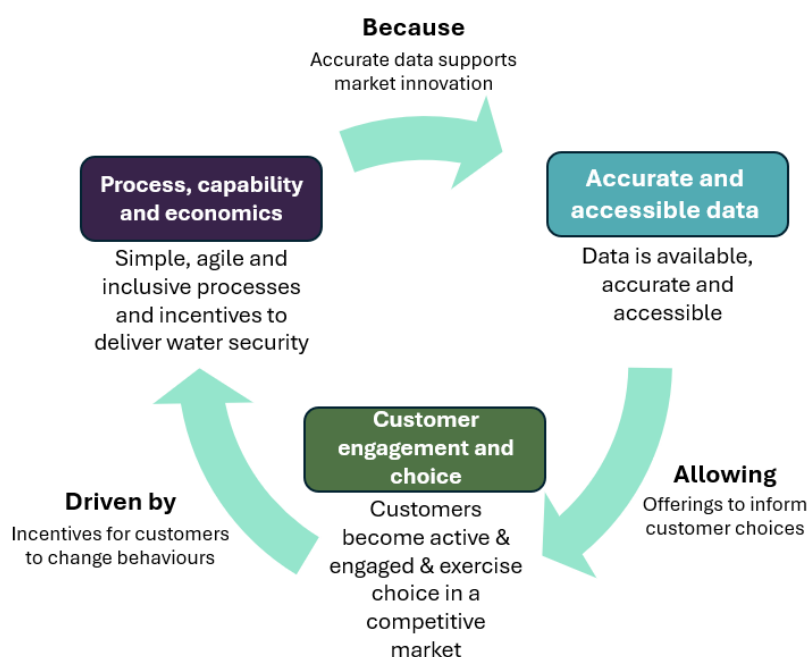 Because
Accurate data supports
market innovation
Process, capability
and economics
Simple, agile and
inclusive processes
and incentives to
deliver water security
Accurate and
accessible data
Data is available,
accurate and
accessible
Allowing
Offerings to inform
customer choices
Customer
engagement and
choice
Customers
become active &
engaged & exercise
choice in a
competitive
market
Driven by
Incentives for customers
to change behaviours